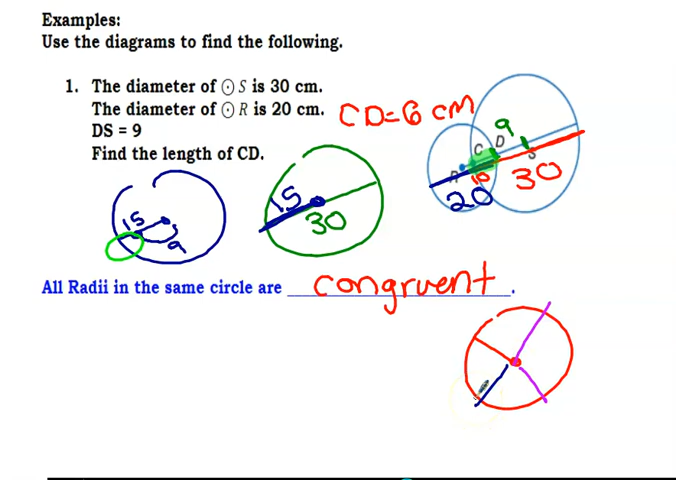 Examples:
Use the diagrams to find the following.
1. The diameter of ⊙ S is 30 cm.
The diameter of ⊙ R is 20 cm.
DS = 9
Find the length of CD.
CD=6 cm
9
C D
S
10
30
20
15
9
15
30
All Radii in the same circle are congruent.